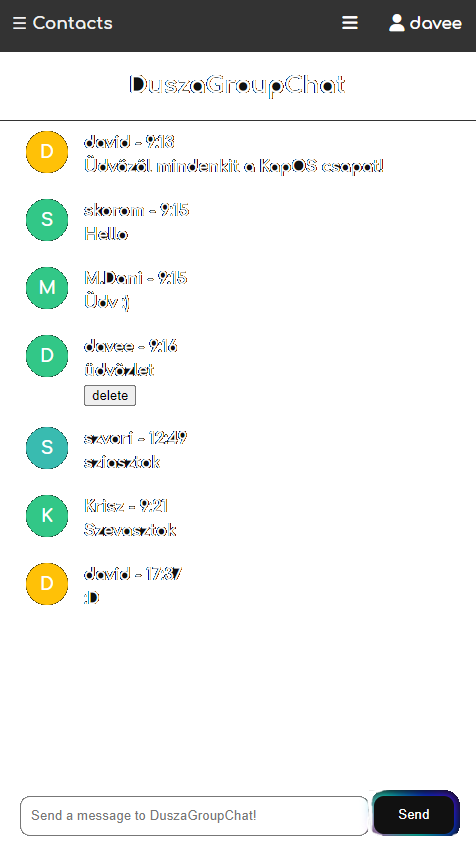 ☰ Contacts
☰ davee
DuszaGroupChat
D
david - 9:13
Üdvözöl mindenkit a KapOS csapat!
S
skorom - 9:15
Hello
M
M.Dani - 9:15
Üdv :)
D
davee - 9:16
üdvözlet
delete
S
szvari - 12:49
sziasztok
K
Krisz - 9:21
Szevasztok
D
david - 17:37
:D
Send a message to DuszaGroupChat!
Send